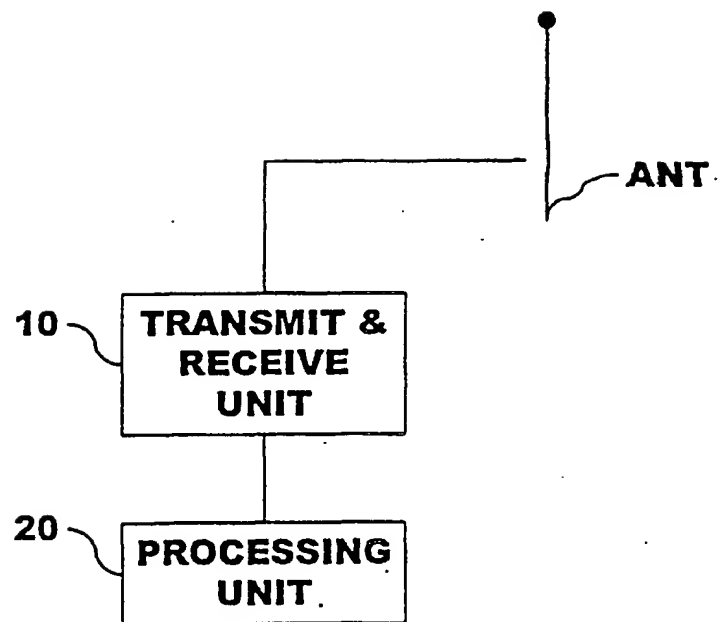 ANT
10
TRANSMIT &
RECEIVE
UNIT
20
PROCESSING
UNIT